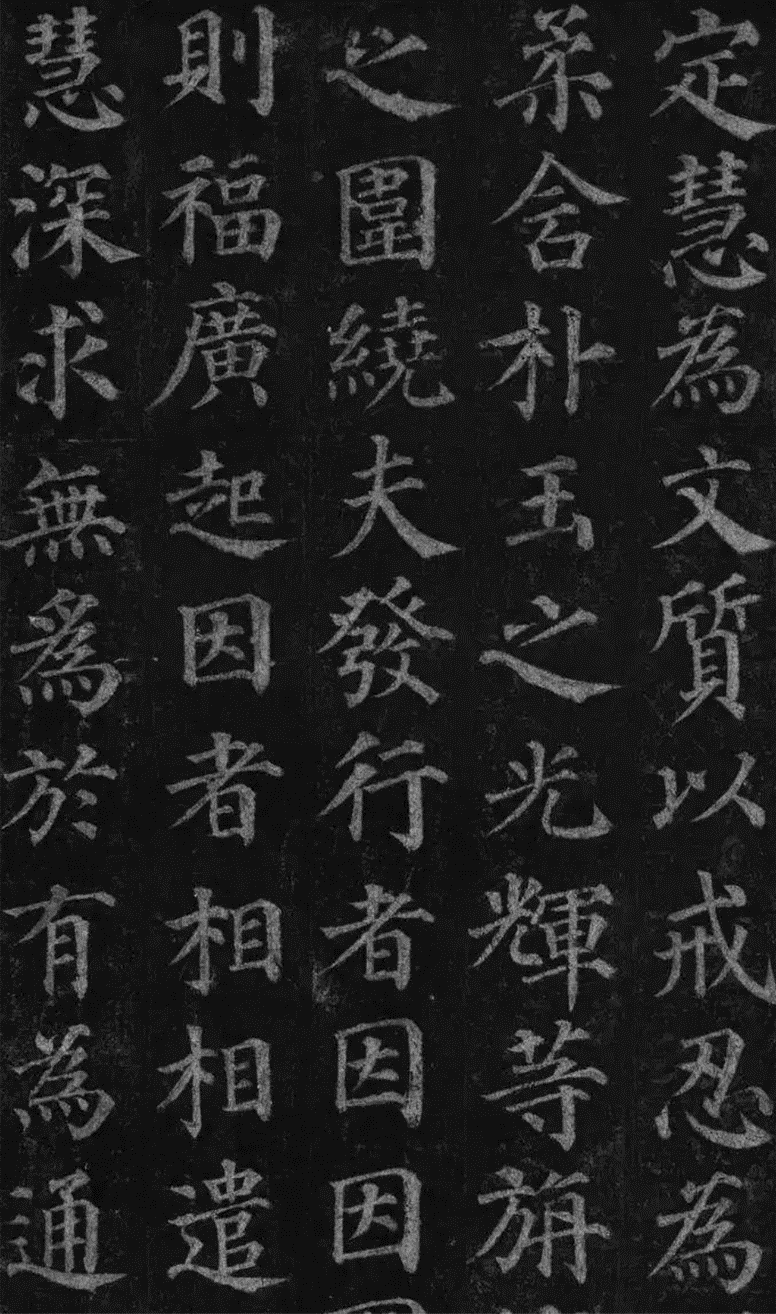 定慧為文質以戒忍為
柔含朴玉之光輝等旃
之圍繞夫發行者因因
則福廣起因者相相遣
慧深求無爲於有為通